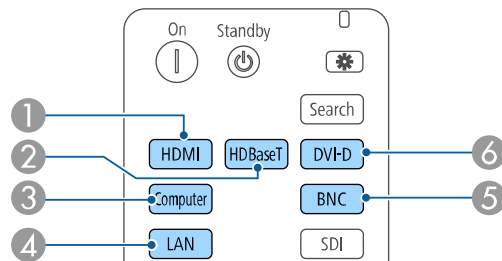 On Standby
Search
1 HDMI HDBaseT DVI-D 6
2
3 Computer BNC 5
4 LAN SDI